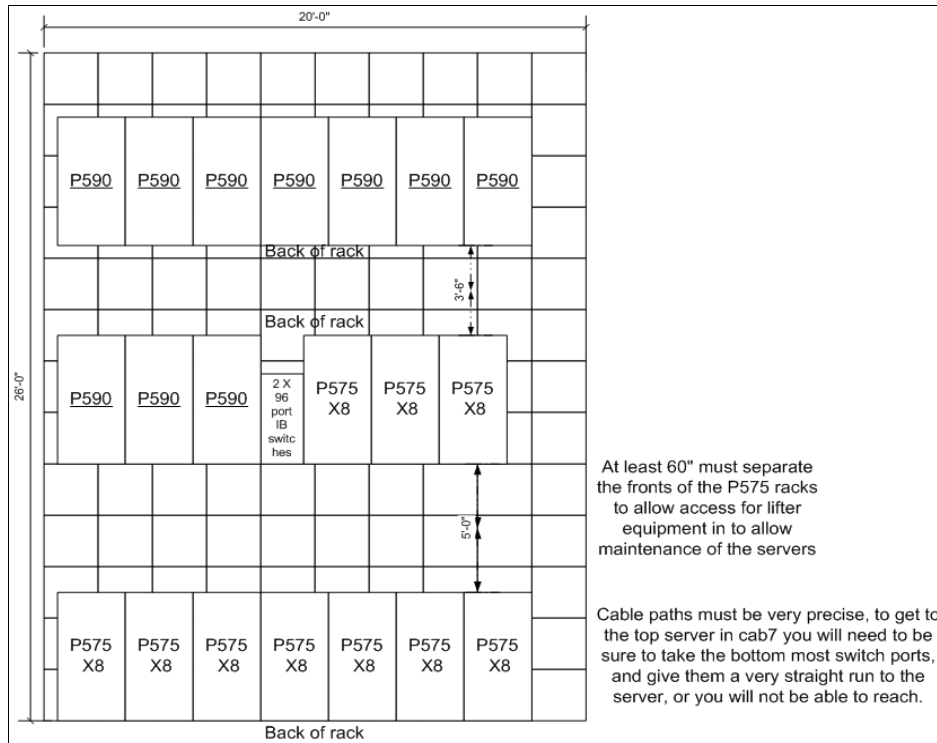 20'-0"
26'-0"
P590 P590 P590 P590 P590 P590 P590
Back of rack
3'-6"
Back of rack
P590 P590 P590
2 X
96
port
IB
switc
hes
P575
X8
P575
X8
P575
X8
5'-0"
At least 60" must separate
the fronts of the P575 racks
to allow access for lifter
equipment in to allow
maintenance of the servers
Cable paths must be very precise, to get to
the top server in cab7 you will need to be
sure to take the bottom most switch ports,
and give them a very straight run to the
server, or you will not be able to reach.
P575
X8
P575
X8
P575
X8
P575
X8
P575
X8
P575
X8
P575
X8
Back of rack